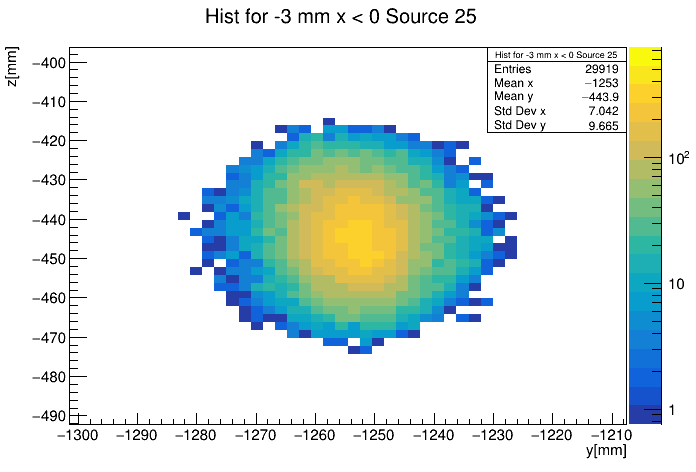 Hist for -3 mm x < 0 Source 25
z[mm]
Hist for -3 mm x < 0 Source 25
Entries 29919
Mean x −1253
Mean y −443.9
Std Dev x 7.042
Std Dev y 9.665
−400
−410
−420
−430
−440
−450
−460
−470
−480
−490
10²
10
1
−1300 −1290 −1280 −1270 −1260 −1250 −1240 −1230 −1220 −1210
y[mm]